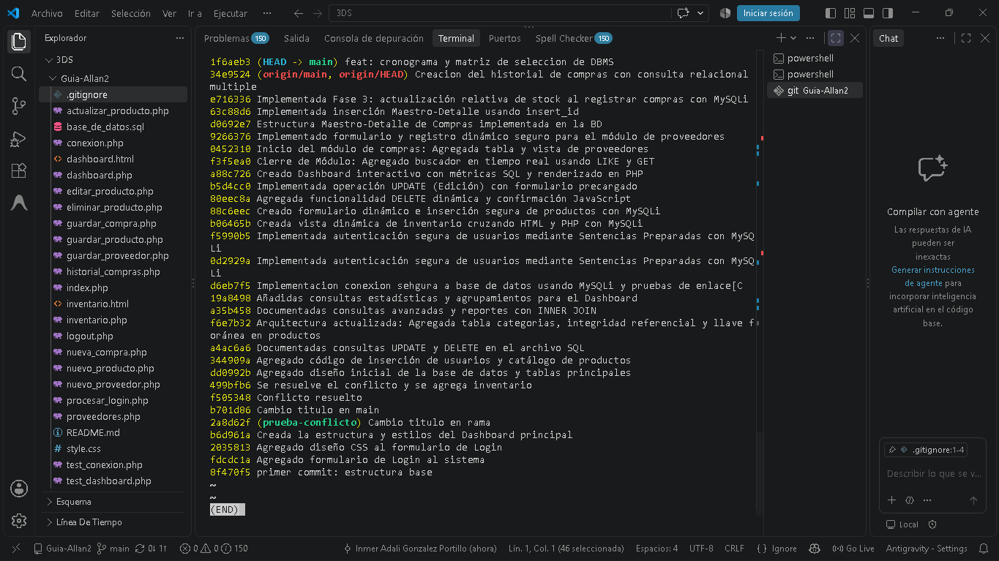 Archivo Editar Selección Ver Ir a Ejecutar ··· 3DS Iniciar sesión
Explorador ···
3DS
Guia-Allan2
.gitignore
actualizar_producto.php
base_de_datos.sql
conexion.php
dashboard.html
dashboard.php
editar_producto.php
eliminar_producto.php
guardar_compra.php
guardar_producto.php
guardar_proveedor.php
historial_compras.php
index.php
inventario.html
inventario.php
logout.php
nueva_compra.php
nuevo_producto.php
nuevo_proveedor.php
procesar_login.php
proveedores.php
README.md
style.css
test_conexion.php
test_dashboard.php
Esquema
Línea De Tiempo
Problemas 150 Salida Consola de depuración Terminal Puertos Spell Checker 150
1f6aeb3 (HEAD -> main) feat: cronograma y matriz de seleccion de DBMS
34e9524 (origin/main, origin/HEAD) Creacion del historial de compras con consulta relacional
multiple
e716336 Implementada Fase 3: actualización relativa de stock al registrar compras con MySQLi
63c88d6 Implementada inserción Maestro-Detalle usando insert_id
d0692e7 Estructura Maestro-Detalle de Compras implementada en la BD
9266376 Implementado formulario y registro dinámico seguro para el módulo de proveedores
0452310 Inicio del módulo de compras: Agregada tabla y vista de proveedores
f3f5ea0 Cierre de Módulo: Agregado buscador en tiempo real usando LIKE y GET
a88c726 Creado Dashboard interactivo con métricas SQL y renderizado en PHP
b5d4cc0 Implementada operación UPDATE (Edición) con formulario precargado
80eec8a Agregada funcionalidad DELETE dinámica y confirmación JavaScript
88c6eec Creado formulario dinámico e inserción segura de productos con MySQLi
b06465b Creada vista dinámica de inventario cruzando HTML y PHP con MySQLi
f5990b5 Implementada autenticación segura de usuarios mediante Sentencias Preparadas con MySQ
Li
0d2929a Implementada autenticación segura de usuarios mediante Sentencias Preparadas con MySQ
Li
d6eb7f5 Implementacion conexion sehgura a base de datos usando MySQLi y pruebas de enlace[C
19a8498 Añadidas consultas estadísticas y agrupamientos para el Dashboard
a35b458 Documentadas consultas avanzadas y reportes con INNER JOIN
f6e7b32 Arquitectura actualizada: Agregada tabla categorias, integridad referencial y llave f
oránea en productos
a4ac6a6 Documentadas consultas UPDATE y DELETE en el archivo SQL
344909a Agregado código de inserción de usuarios y catálogo de productos
dd0992b Agregado diseño inicial de la base de datos y tablas principales
499bfb6 Se resuelve el conflicto y se agrega inventario
f505348 Conflicto resuelto
b701d86 Cambio titulo en main
2a8d62f (prueba-conflicto) Cambio titulo en rama
b6d961a Creada la estructura y estilos del Dashboard principal
2035813 Agregado diseño CSS al formulario de Login
fdcdc1a Agregado formulario de Login al sistema
8f470f5 primer commit: estructura base
~
~
(END)
powershell
powershell
git Guia-Allan2
Chat ···
Compilar con agente
Las respuestas de IA
pueden ser
inexactas
Generar instrucciones
de agente para
incorporar inteligencia
artificial en el código
base.
.gitignore:1-4
Describir lo que se v...
Local
Guia-Allan2 main 0↓ 1↑ 0 0 150 Inmer Adali Gonzalez Portillo (ahora) Lín. 1, Col. 1 (46 seleccionada) Espacios: 4 UTF-8 CRLF { } Ignore Go Live Antigravity - Settings